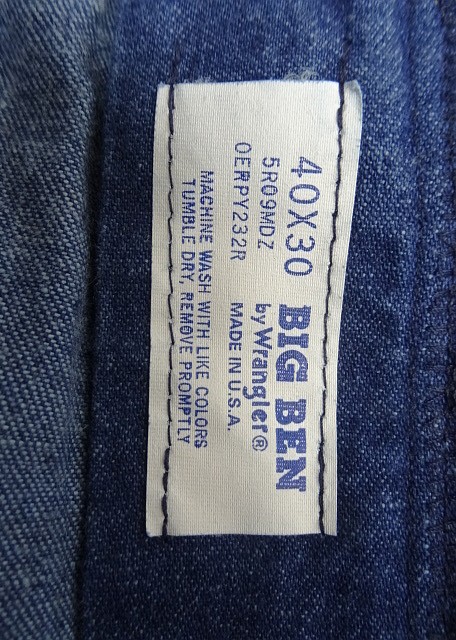 40X30
5R09MDZ
OERPY232R
BIG BEN
by Wrangler®
MADE IN U.S.A.
MACHINE WASH WITH LIKE COLORS
TUMBLE DRY, REMOVE PROMPTLY